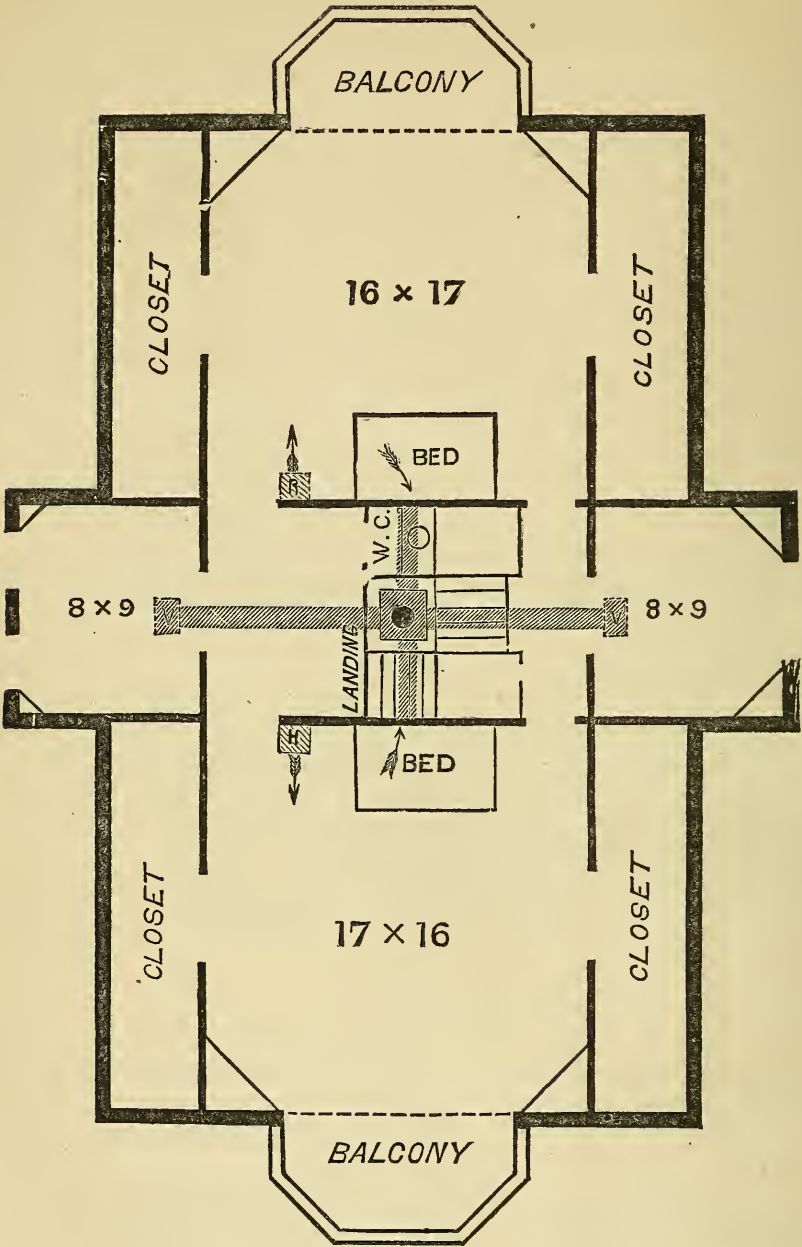 BALCONY
CLOSET
16 × 17
CLOSET
BED
R
W.C.
8 × 9
V
V
8 × 9
LANDING
H
BED
CLOSET
17 × 16
CLOSET
BALCONY